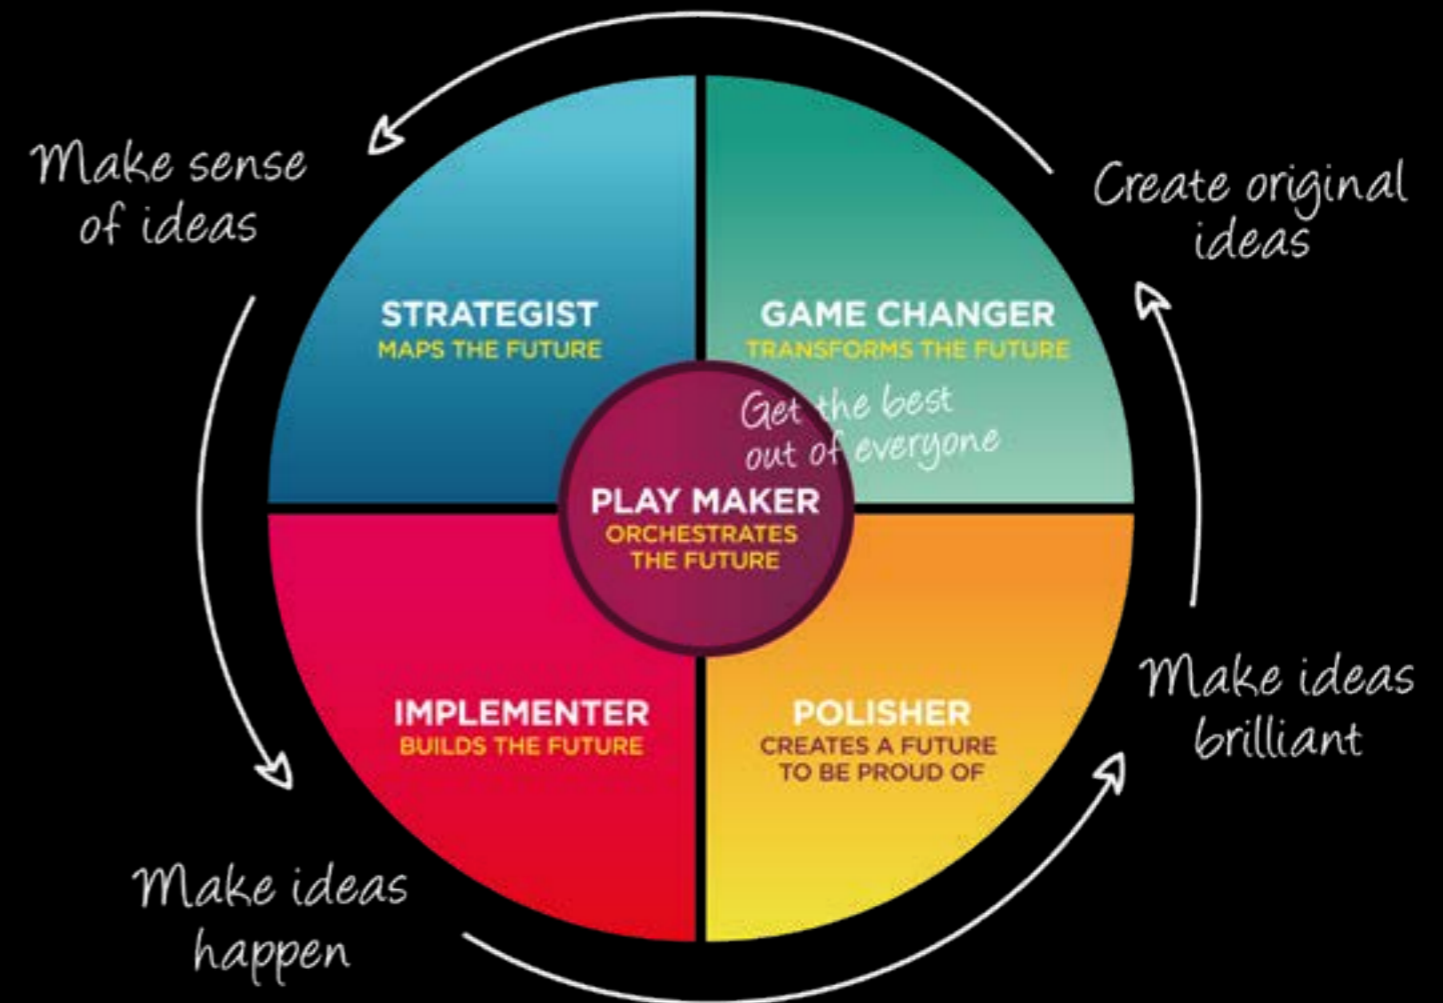 Make sense
of ideas
Create original
ideas
STRATEGIST
MAPS THE FUTURE
GAME CHANGER
TRANSFORMS THE FUTURE
Get the best
out of everyone
PLAY MAKER
ORCHESTRATES
THE FUTURE
IMPLEMENTER
BUILDS THE FUTURE
POLISHER
CREATES A FUTURE
TO BE PROUD OF
Make ideas
brilliant
Make ideas
happen